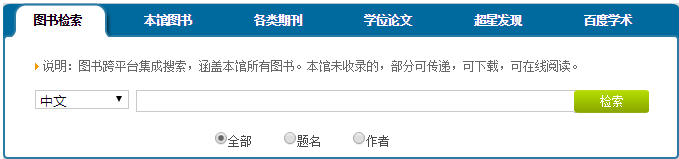 图书检索 本馆图书 各类期刊 学位论文 超星发现 百度学术
说明：图书跨平台集成搜索，涵盖本馆所有图书。本馆未收录的，部分可传递，可下载，可在线阅读。
中文 检索
全部 题名 作者